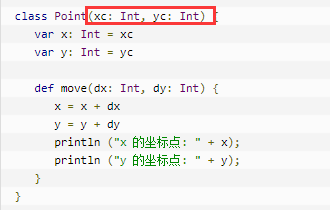 class Point(xc: Int, yc: Int) {
   var x: Int = xc
   var y: Int = yc

   def move(dx: Int, dy: Int) {
      x = x + dx
      y = y + dy
      println ("x 的坐标点: " + x);
      println ("y 的坐标点: " + y);
   }
}